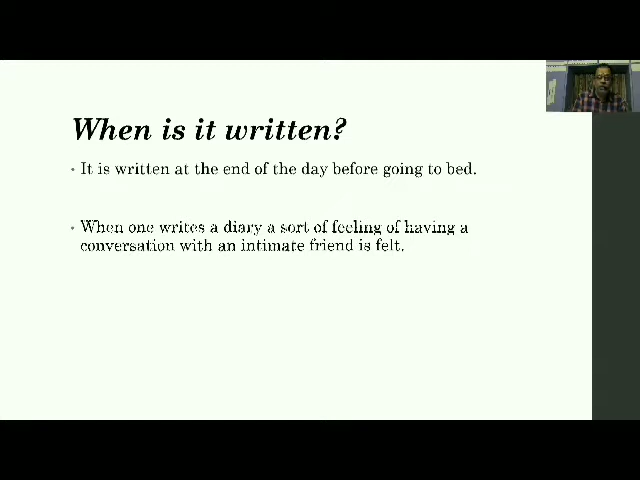 When is it written?
• It is written at the end of the day before going to bed.
• When one writes a diary a sort of feeling of having a
conversation with an intimate friend is felt.